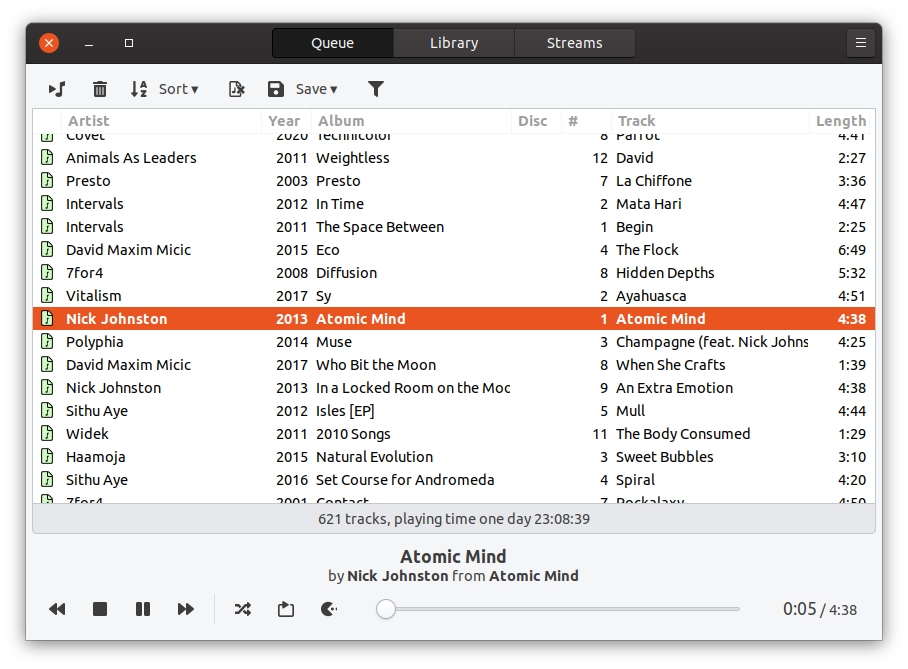 Queue Library Streams
Sort Save
Artist Year Album Disc # Track Length
Covet 2020 Technicolor 8 Parrot 4:41
Animals As Leaders 2011 Weightless 12 David 2:27
Presto 2003 Presto 7 La Chiffone 3:36
Intervals 2012 In Time 2 Mata Hari 4:47
Intervals 2011 The Space Between 1 Begin 2:25
David Maxim Micic 2015 Eco 4 The Flock 6:49
7for4 2008 Diffusion 8 Hidden Depths 5:32
Vitalism 2017 Sy 2 Ayahuasca 4:51
Nick Johnston 2013 Atomic Mind 1 Atomic Mind 4:38
Polyphia 2014 Muse 3 Champagne (feat. Nick Johns 4:25
David Maxim Micic 2017 Who Bit the Moon 8 When She Crafts 1:39
Nick Johnston 2013 In a Locked Room on the Moo 9 An Extra Emotion 4:38
Sithu Aye 2012 Isles [EP] 5 Mull 4:44
Widek 2011 2010 Songs 11 The Body Consumed 1:29
Haamoja 2015 Natural Evolution 3 Sweet Bubbles 3:10
Sithu Aye 2016 Set Course for Andromeda 4 Spiral 4:20
7for4 2001 Contact 7 Rockalaxy 4:50
621 tracks, playing time one day 23:08:39
Atomic Mind
by Nick Johnston from Atomic Mind
0:05 / 4:38